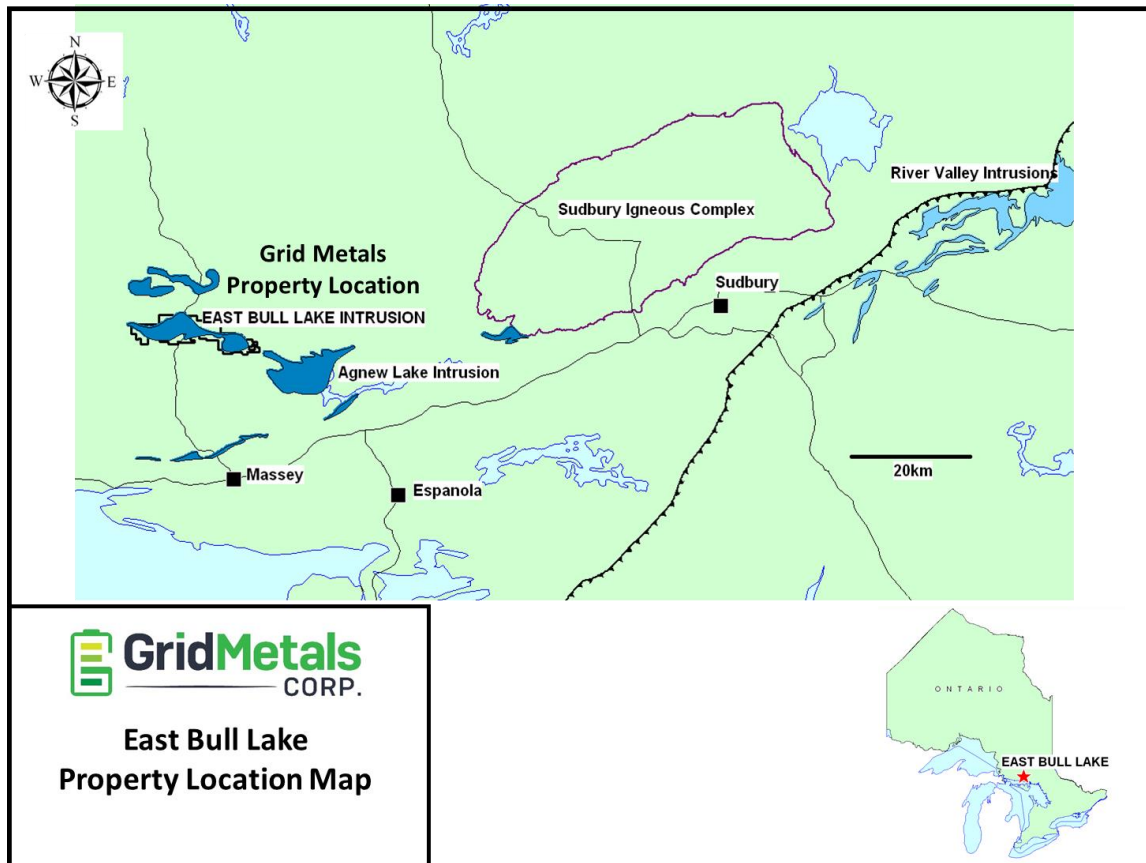 N
W E
S
River Valley Intrusions
Sudbury Igneous Complex
Grid Metals
Property Location
Sudbury
EAST BULL LAKE INTRUSION
Agnew Lake Intrusion
20km
Massey
Espanola
GridMetals
CORP.
East Bull Lake
Property Location Map
ONTARIO
EAST BULL LAKE